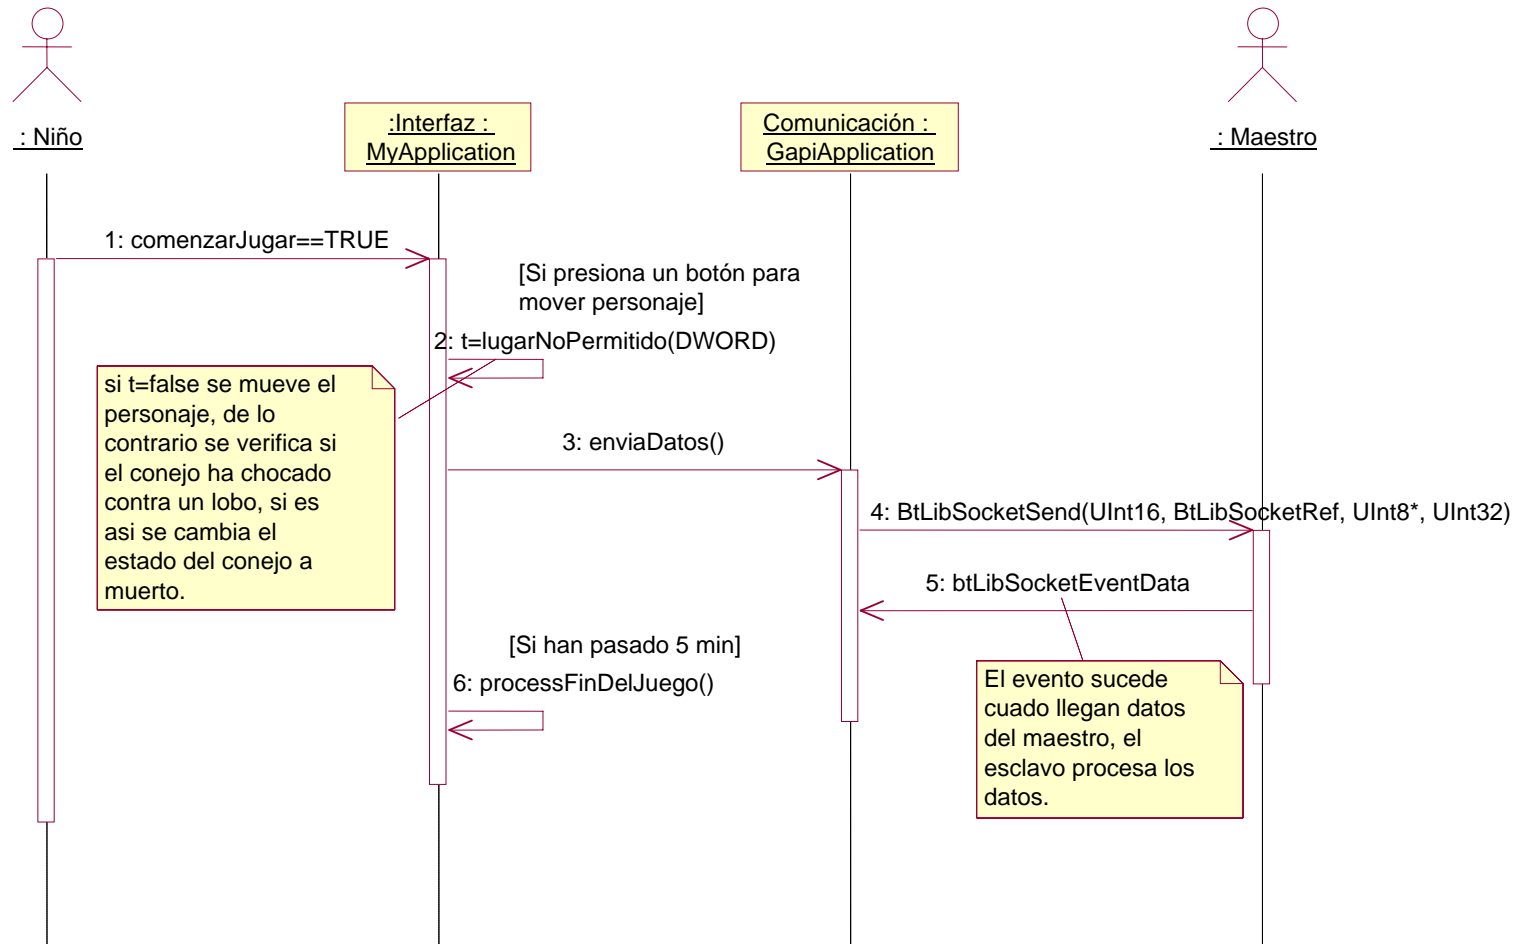 : Niño
:Interfaz :
MyApplication
Comunicación :
GapiApplication
: Maestro
1: comenzarJugar==TRUE
[Si presiona un botón para
mover personaje]
2: t=lugarNoPermitido(DWORD)
si t=false se mueve el
personaje, de lo
contrario se verifica si
el conejo ha chocado
contra un lobo, si es
asi se cambia el
estado del conejo a
muerto.
3: enviaDatos()
4: BtLibSocketSend(UInt16, BtLibSocketRef, UInt8*, UInt32)
5: btLibSocketEventData
[Si han pasado 5 min]
6: processFinDelJuego()
El evento sucede
cuado llegan datos
del maestro, el
esclavo procesa los
datos.